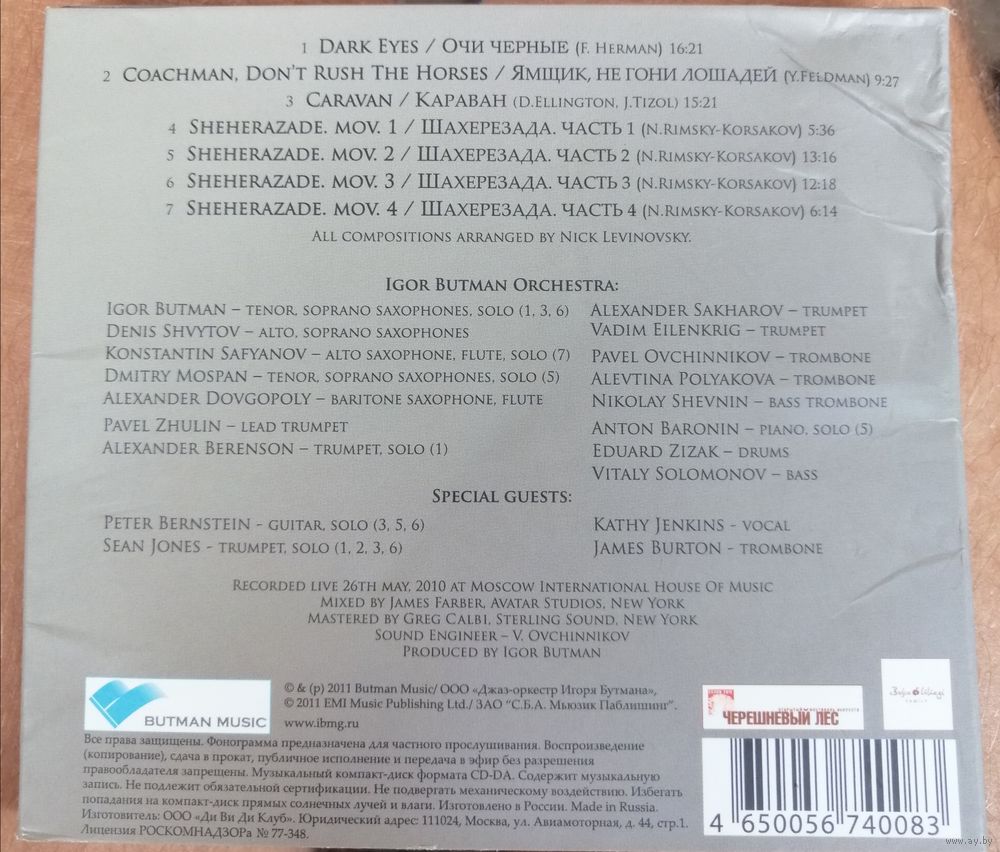 1 Dark Eyes / Очи черные (F. Herman) 16:21
2 Coachman, Don't Rush The Horses / Ямщик, не гони лошадей (Y.Feldman) 9:27
3 Caravan / Караван (D.Ellington, J.Tizol) 15:21
4 Sheherazade. mov. 1 / Шахерезада. часть 1 (N.Rimsky-Korsakov) 5:36
5 Sheherazade. mov. 2 / Шахерезада. часть 2 (N.Rimsky-Korsakov) 13:16
6 Sheherazade. mov. 3 / Шахерезада. часть 3 (N.Rimsky-Korsakov) 12:18
7 Sheherazade. mov. 4 / Шахерезада. часть 4 (N.Rimsky-Korsakov) 6:14
All compositions arranged by Nick Levinovsky.
Igor Butman Orchestra:
Igor Butman – tenor, soprano saxophones, solo (1, 3, 6)
Denis Shvytov – alto, soprano saxophones
Konstantin Safyanov – alto saxophone, flute, solo (7)
Dmitry Mospan – tenor, soprano saxophones, solo (5)
Alexander Dovgopoly – baritone saxophone, flute
Pavel Zhulin – lead trumpet
Alexander Berenson – trumpet, solo (1)
Alexander Sakharov – trumpet
Vadim Eilenkrig – trumpet
Pavel Ovchinnikov – trombone
Alevtina Polyakova – trombone
Nikolay Shevnin – bass trombone
Anton Baronin – piano, solo (5)
Eduard Zizak – drums
Vitaly Solomonov – bass
Special guests:
Peter Bernstein - guitar, solo (3, 5, 6)
Sean Jones - trumpet, solo (1, 2, 3, 6)
Kathy Jenkins - vocal
James Burton - trombone
Recorded live 26th may, 2010 at Moscow International House Of Music
Mixed by James Farber, Avatar Studios, New York
Mastered by Greg Calbi, Sterling Sound, New York
Sound Engineer – V. Ovchinnikov
Produced by Igor Butman
BUTMAN MUSIC
© & (p) 2011 Butman Music/ ООО «Джаз-оркестр Игоря Бутмана»,
© 2011 EMI Music Publishing Ltd./ ЗАО "С.Б.А. Мьюзик Паблишинг".
www.ibmg.ru
ЧЕРЕШНЕВЫЙ ЛЕС
Все права защищены. Фонограмма предназначена для частного прослушивания. Воспроизведение
(копирование), сдача в прокат, публичное исполнение и передача в эфир без разрешения
правообладателя запрещены. Музыкальный компакт-диск формата CD-DA. Содержит музыкальную
запись. Не подлежит обязательной сертификации. Не подвергать механическому воздействию. Избегать
попадания на компакт-диск прямых солнечных лучей и влаги. Изготовлено в России. Made in Russia.
Изготовитель: ООО «Ди Ви Ди Клуб». Юридический адрес: 111024, Москва, ул. Авиамоторная, д. 44, стр.1.
Лицензия РОСКОМНАДЗОРа № 77-348.
4 650056 740083
www.ay.by